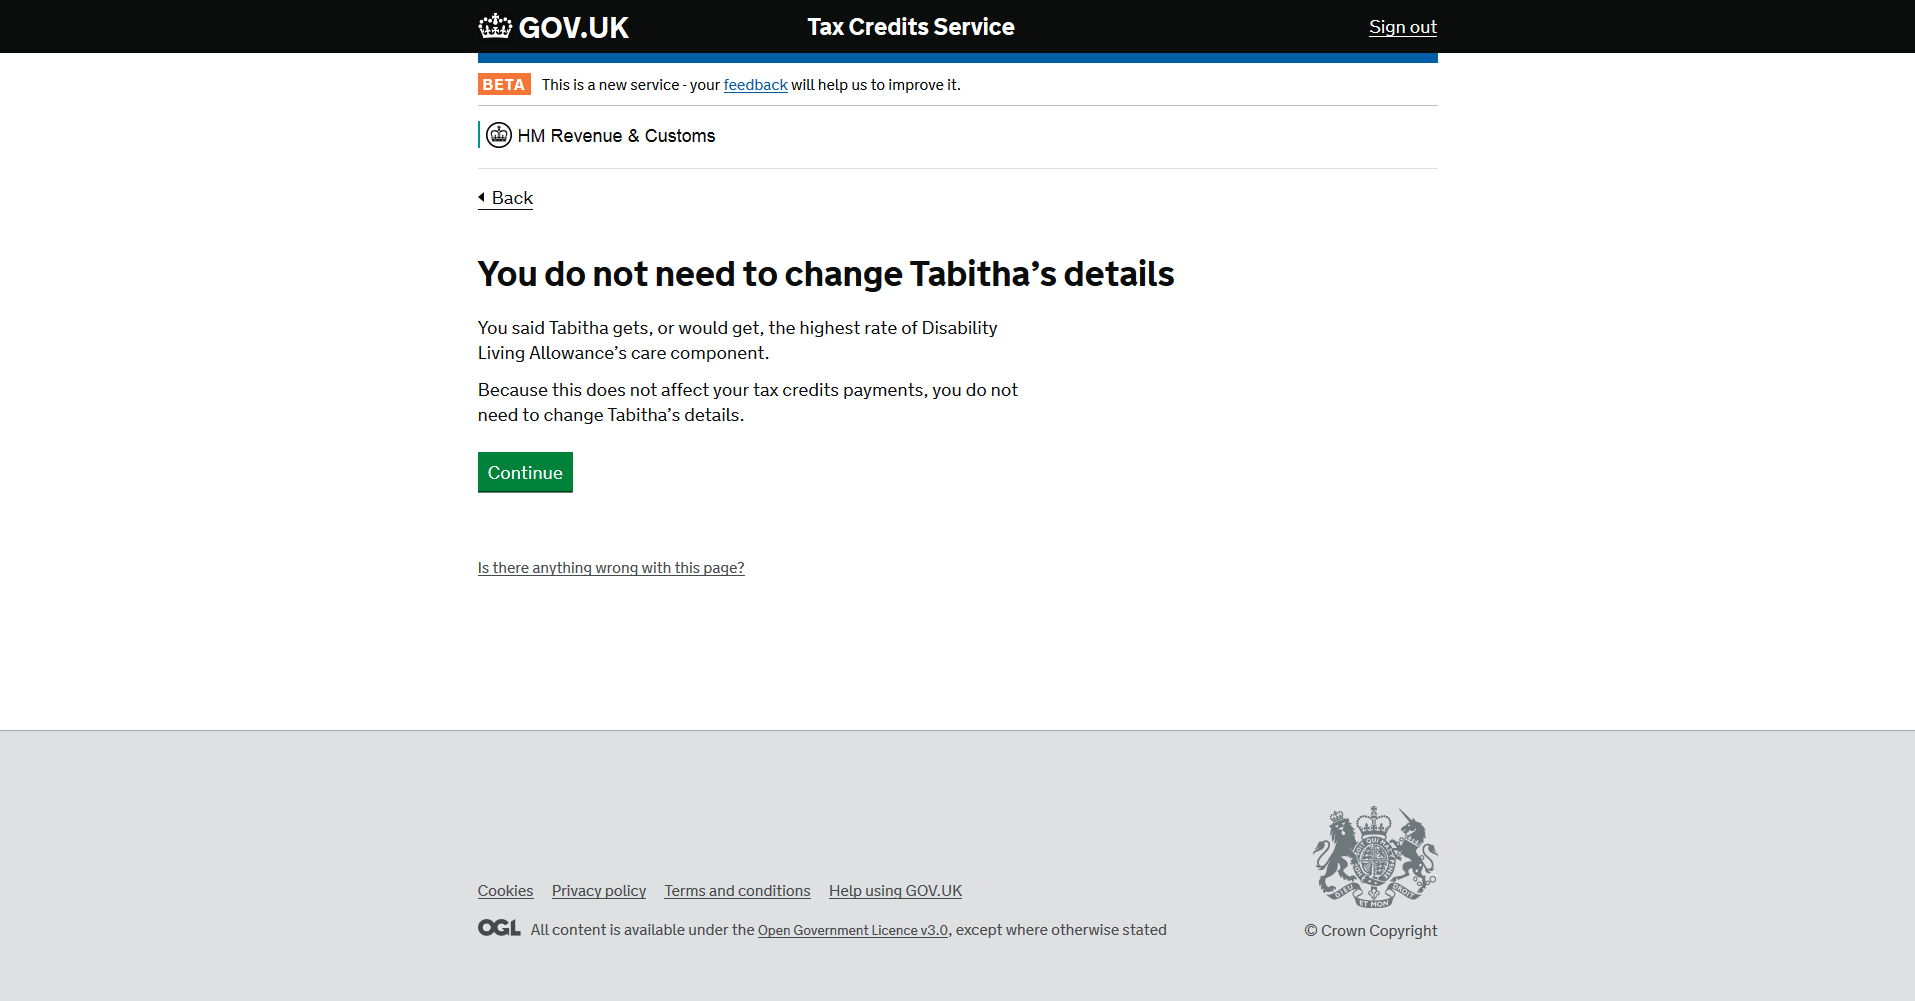 GOV.UK Tax Credits Service Sign out
BETA This is a new service - your feedback will help us to improve it.
HM Revenue & Customs
Back
You do not need to change Tabitha’s details
You said Tabitha gets, or would get, the highest rate of Disability
Living Allowance’s care component.
Because this does not affect your tax credits payments, you do not
need to change Tabitha’s details.
Continue
Is there anything wrong with this page?
Cookies Privacy policy Terms and conditions Help using GOV.UK
OGL All content is available under the Open Government Licence v3.0, except where otherwise stated
DIEU ET MON DROIT
© Crown Copyright